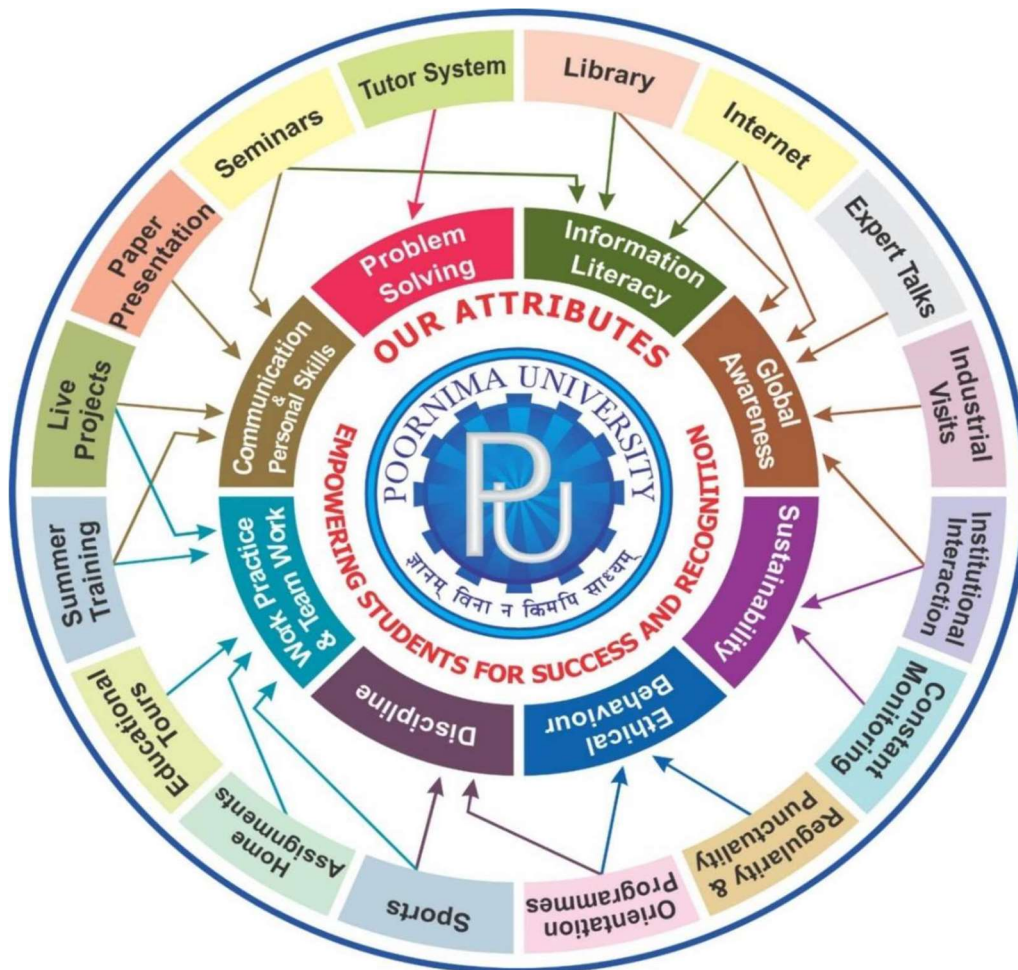 Tutor System
Library
Internet
Expert Talks
Industrial
Visits
Institutional
Interaction
Constant
Monitoring
Regularity &
Punctuality
Orientation
Programmes
Sports
Home
Assignments
Educational
Tours
Summer
Training
Live
Projects
Paper
Presentation
Seminars
Problem
Solving
Information
Literacy
Global
Awareness
Sustainability
Ethical
Behaviour
Discipline
Work Practice
& Team Work
Communication
&
Personal Skills
OUR ATTRIBUTES
EMPOWERING STUDENTS FOR SUCCESS AND RECOGNITION
POORNIMA UNIVERSITY
PU
ज्ञानम् विना न किमपि साध्यम्